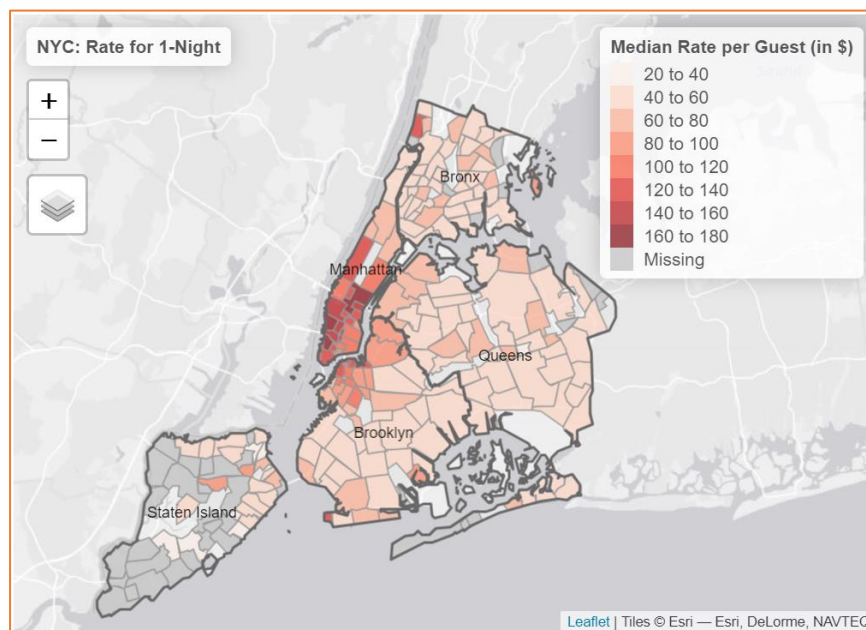 NYC: Rate for 1-Night
+
−
Median Rate per Guest (in $)
20 to 40
40 to 60
60 to 80
80 to 100
100 to 120
120 to 140
140 to 160
160 to 180
Missing
Bronx
Manhattan
Queens
Brooklyn
Staten Island
Leaflet | Tiles © Esri — Esri, DeLorme, NAVTEQ